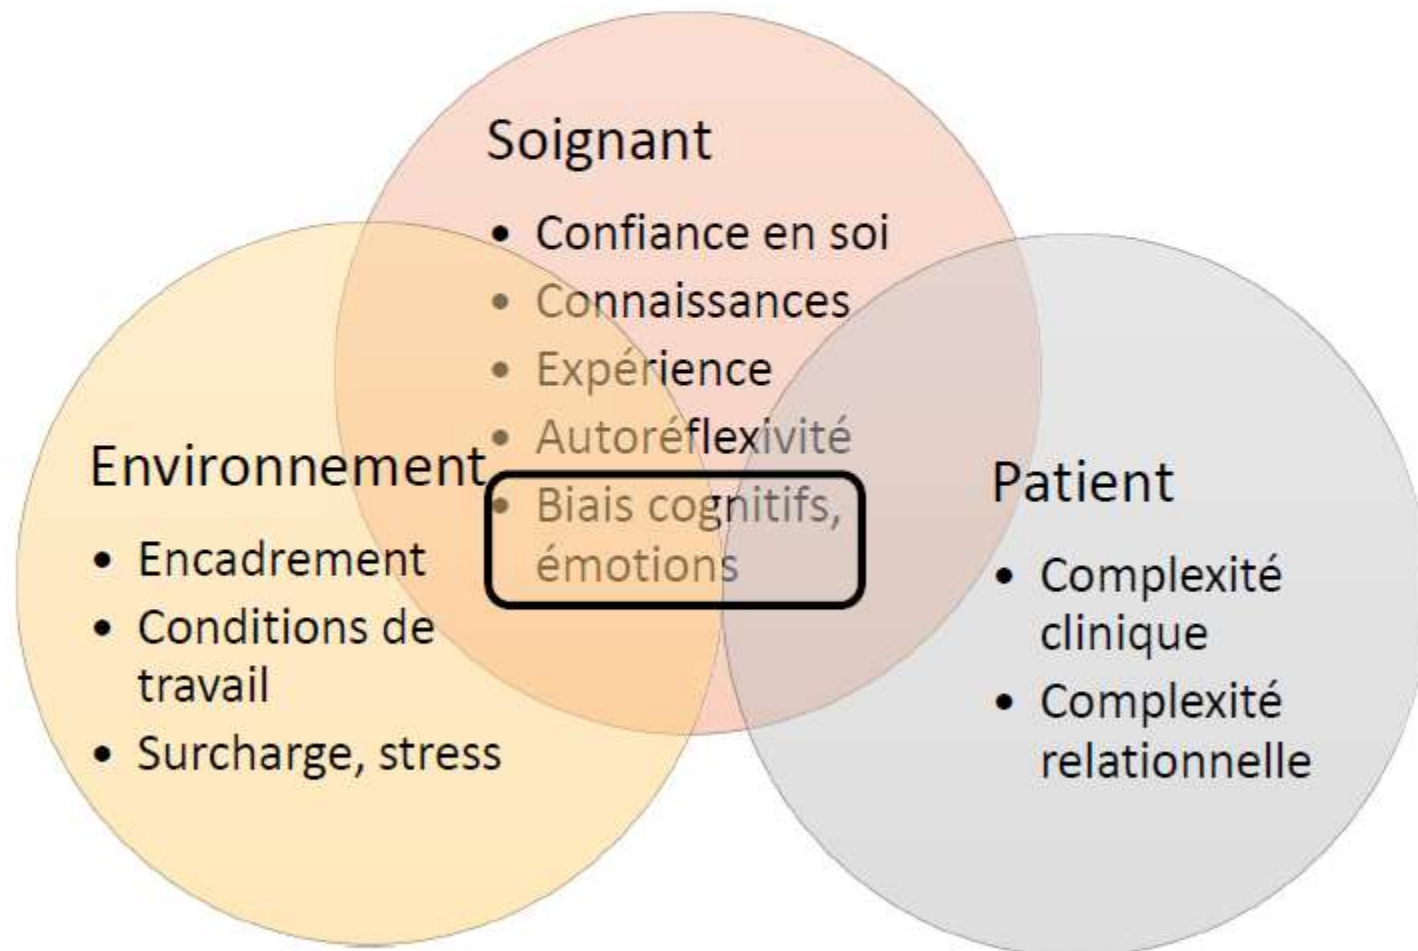 Soignant
• Confiance en soi
• Connaissances
• Expérience
• Autoréflexivité
• Biais cognitifs,
émotions
Environnement
• Encadrement
• Conditions de
travail
• Surcharge, stress
Patient
• Complexité
clinique
• Complexité
relationnelle